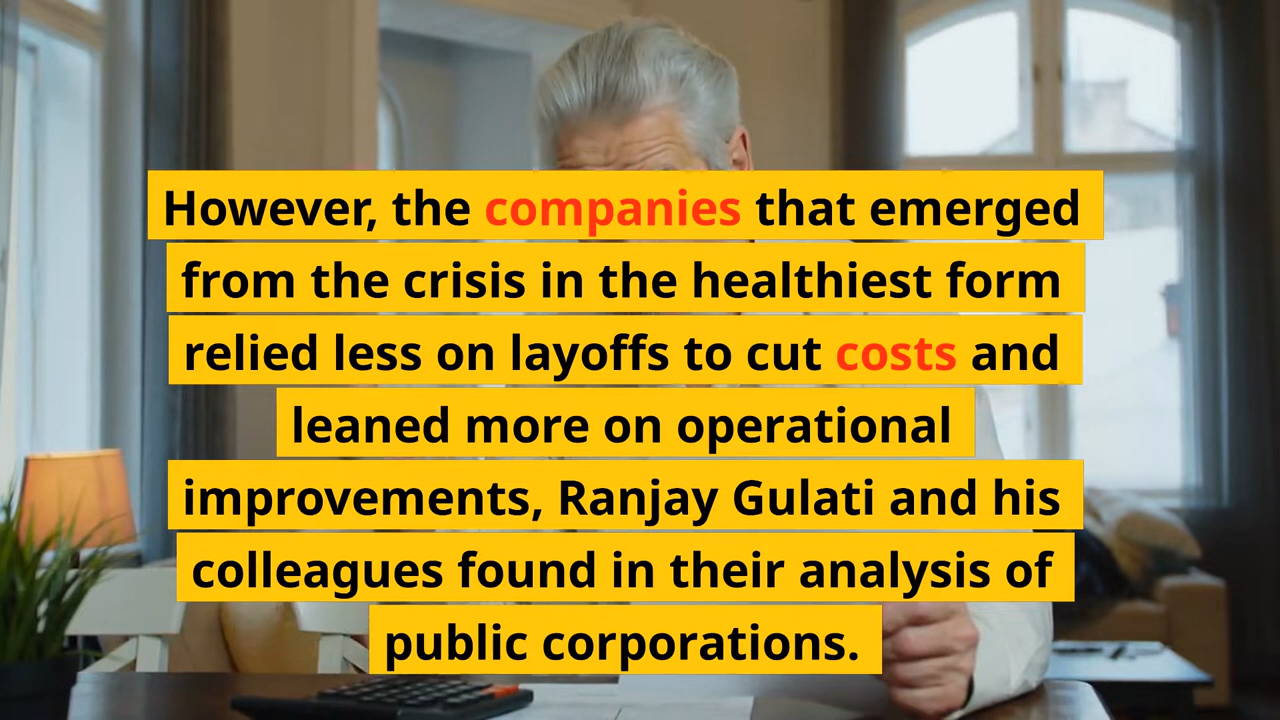 However, the companies that emerged
from the crisis in the healthiest form
relied less on layoffs to cut costs and
leaned more on operational
improvements, Ranjay Gulati and his
colleagues found in their analysis of
public corporations.